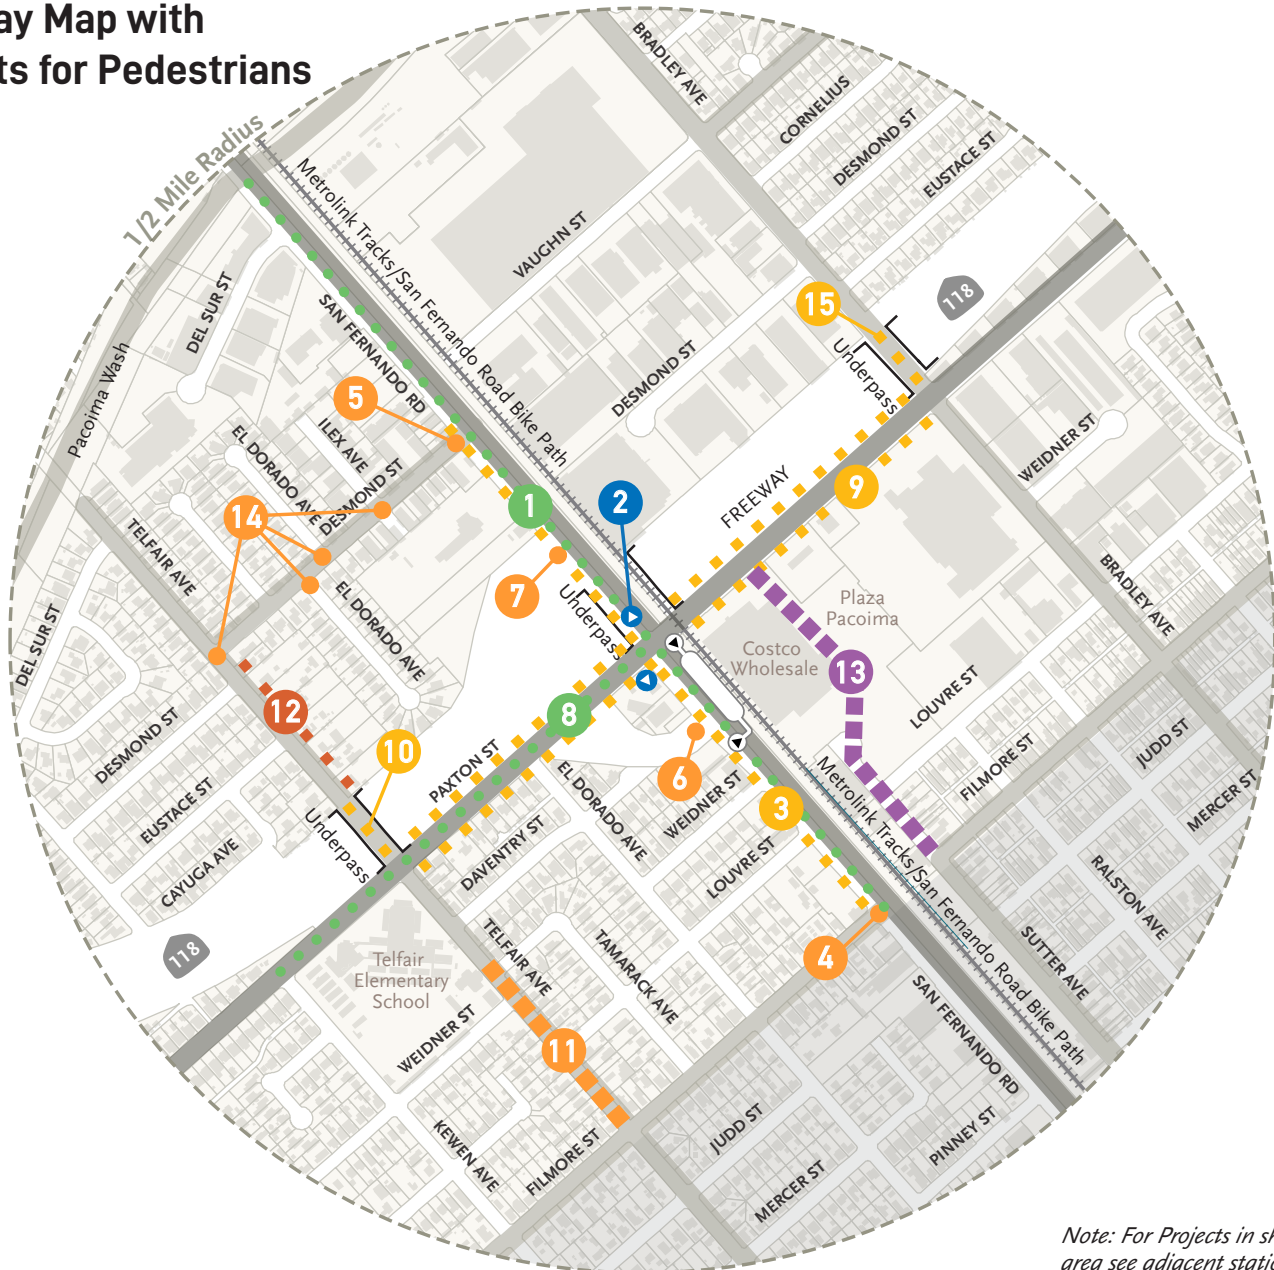 ay Map with
ts for Pedestrians
1/2 Mile Radius
BRADLEY AVE
CORNELIUS
DESMOND ST
EUSTACE ST
Metrolink Tracks/San Fernando Road Bike Path
VAUGHN ST
DEL SUR ST
SAN FERNANDO RD
Pacoima Wash
118
15
Underpass
DESMOND ST
5
ILEX AVE
EL DORADO AVE
DESMOND ST
WEIDNER ST
FREEWAY
9
1
2
14
TELFAIR AVE
7
Underpass
EL DORADO AVE
BRADLEY AVE
Plaza
Pacoima
Costco
Wholesale
13
DEL SUR ST
12
8
LOUVRE ST
DESMOND ST
10
PAXTON ST
6
EL DORADO AVE
WEIDNER ST
3
FILMORE ST
JUDD ST
MERCER ST
EUSTACE ST
CAYUGA AVE
Underpass
DAVENTRY ST
LOUVRE ST
Metrolink Tracks/San Fernando Road Bike Path
RALSTON AVE
118
Telfair
Elementary
School
TELFAIR AVE
TAMARACK AVE
4
SUTTER AVE
SAN FERNANDO RD
WEIDNER ST
11
KEWEN AVE
FILMORE ST
JUDD ST
PINNEY ST
MERCER ST
Note: For Projects in sh
area see adjacent statio